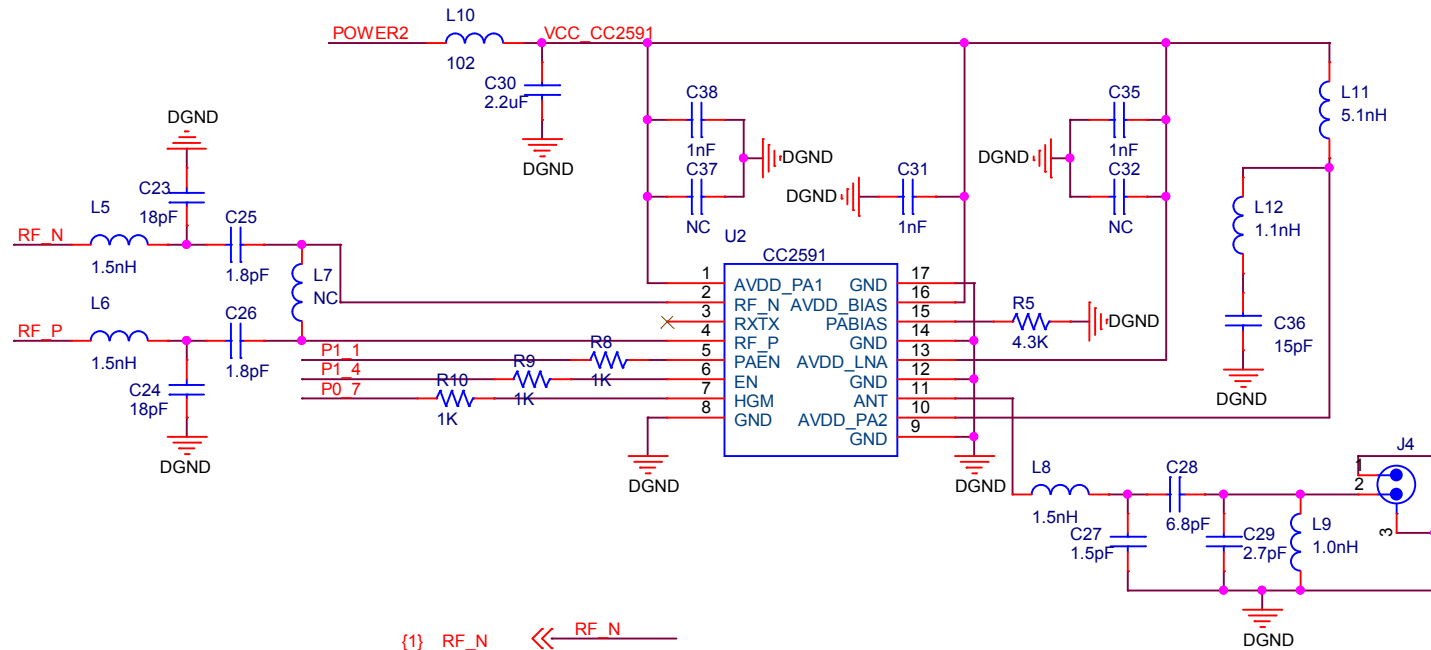 L10
POWER2
VCC_CC2591
102
C30
2.2uF
DGND
C38
1nF
C37
NC
DGND
C35
1nF
C32
NC
DGND
L11
5.1nH
DGND
C23
18pF
L5
RF_N
1.5nH
C25
1.8pF
L7
NC
L6
RF_P
1.5nH
C26
1.8pF
C24
18pF
DGND
C31
1nF
DGND
L12
1.1nH
C36
15pF
DGND
U2
CC2591
1 AVDD_PA1 GND 17
2 RF_N AVDD_BIAS 16
3 RXTX PABIAS 15
4 RF_P GND 14
5 PAEN AVDD_LNA 13
6 EN GND 12
7 HGM ANT 11
8 GND AVDD_PA2 10
GND 9
R5
4.3K
DGND
P1_1
R8
1K
P1_4
R9
1K
P0_7
R10
1K
DGND
DGND
L8
1.5nH
C27
1.5pF
C28
6.8pF
C29
2.7pF
L9
1.0nH
J4
1
2
3
DGND
{1} RF_N RF_N